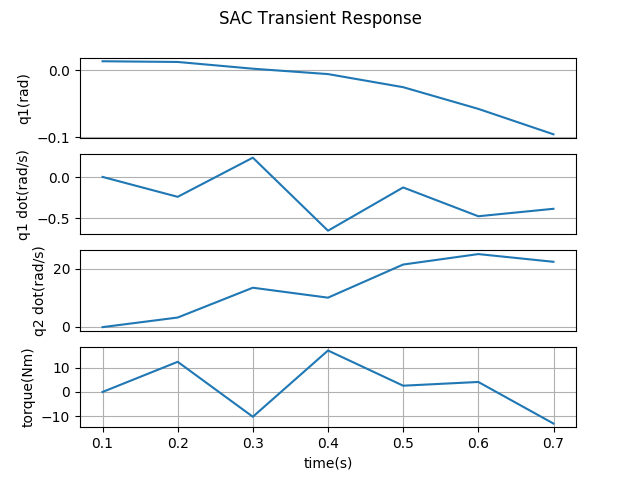 SAC Transient Response
q1(rad)
0.0
−0.1
q1 dot(rad/s)
0.0
−0.5
q2 dot(rad/s)
20
0
torque(Nm)
10
0
−10
0.1 0.2 0.3 0.4 0.5 0.6 0.7
time(s)